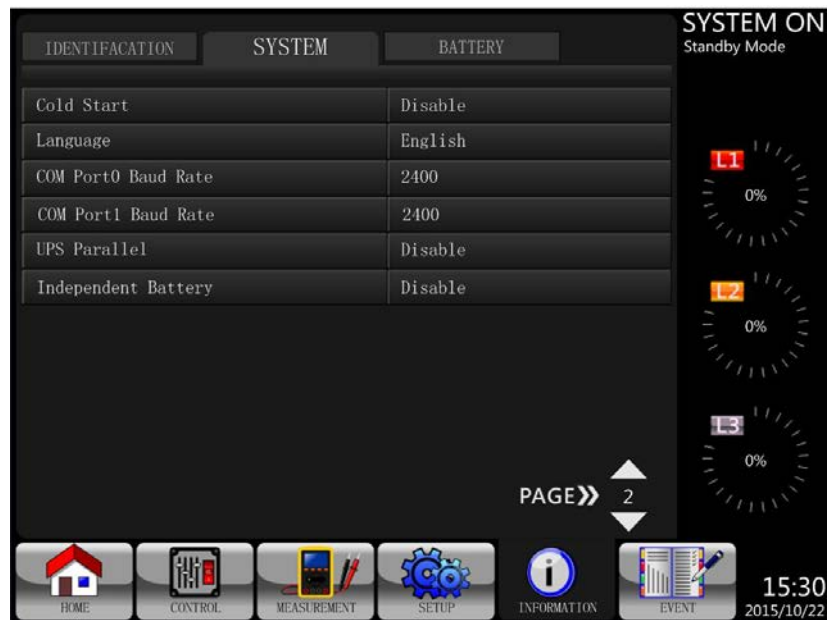 IDENTIFACATION SYSTEM BATTERY
SYSTEM ON
Standby Mode
Cold Start Disable
Language English
COM Port0 Baud Rate 2400
COM Port1 Baud Rate 2400
UPS Parallel Disable
Independent Battery Disable
L1
0%
L2
0%
L3
0%
PAGE 2
HOME CONTROL MEASUREMENT SETUP INFORMATION EVENT
15:30
2015/10/22